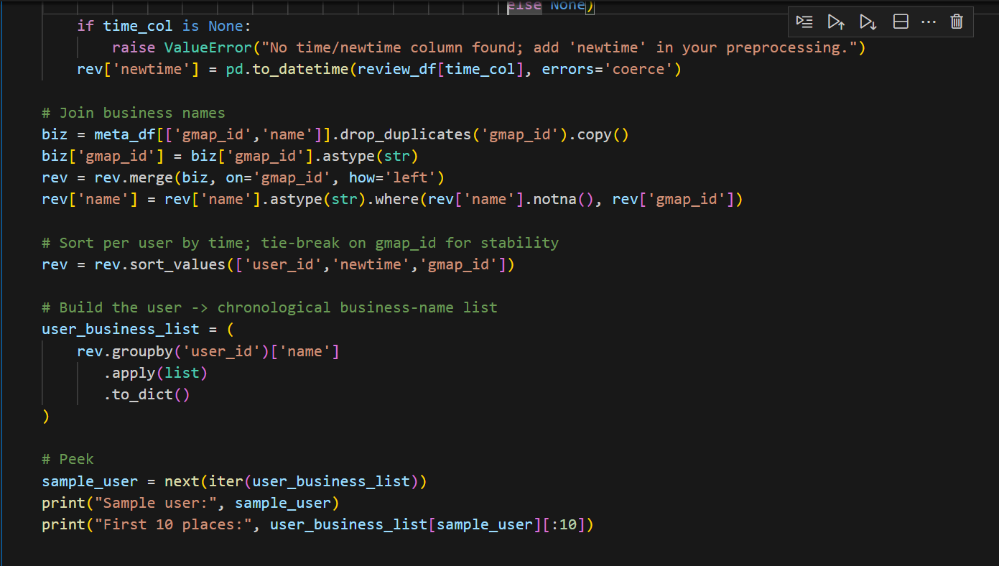 else None)
    if time_col is None:
        raise ValueError("No time/newtime column found; add 'newtime' in your preprocessing.")
    rev['newtime'] = pd.to_datetime(review_df[time_col], errors='coerce')

# Join business names
biz = meta_df[['gmap_id','name']].drop_duplicates('gmap_id').copy()
biz['gmap_id'] = biz['gmap_id'].astype(str)
rev = rev.merge(biz, on='gmap_id', how='left')
rev['name'] = rev['name'].astype(str).where(rev['name'].notna(), rev['gmap_id'])

# Sort per user by time; tie-break on gmap_id for stability
rev = rev.sort_values(['user_id','newtime','gmap_id'])

# Build the user -> chronological business-name list
user_business_list = (
    rev.groupby('user_id')['name']
       .apply(list)
       .to_dict()
)

# Peek
sample_user = next(iter(user_business_list))
print("Sample user:", sample_user)
print("First 10 places:", user_business_list[sample_user][:10])